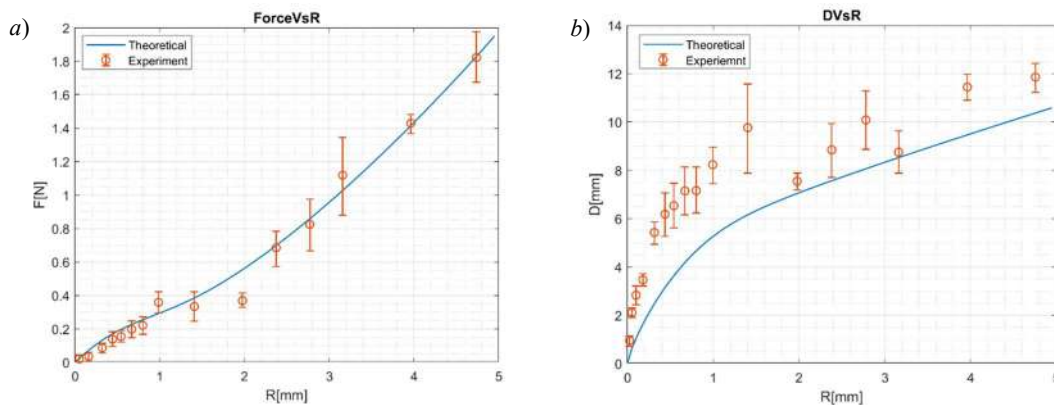 a)
ForceVsR
Theoretical
Experiment
F[N]
2
1.8
1.6
1.4
1.2
1
0.8
0.6
0.4
0.2
0
0 1 2 3 4 5
R[mm]
b)
DVsR
Theoretical
Experiemnt
D[mm]
14
12
10
8
6
4
2
0
0 1 2 3 4 5
R[mm]